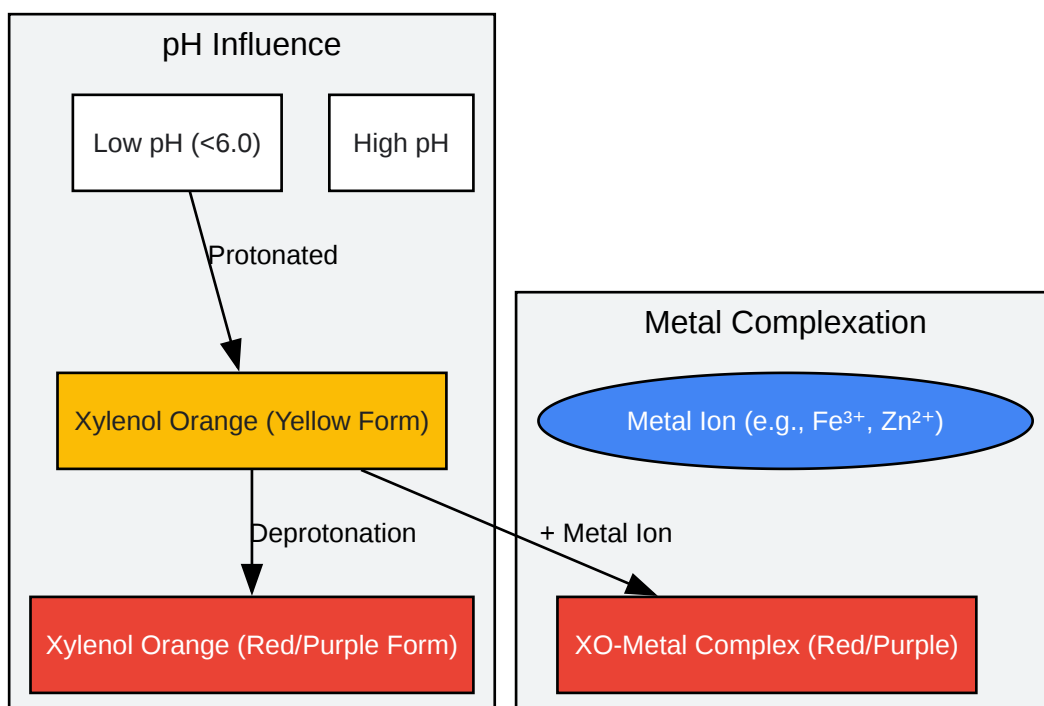 pH Influence
Low pH (<6.0)
High pH
Protonated
Metal Complexation
Xylenol Orange (Yellow Form)
Metal Ion (e.g., Fe³⁺, Zn²⁺)
Deprotonation
+ Metal Ion
Xylenol Orange (Red/Purple Form)
XO-Metal Complex (Red/Purple)